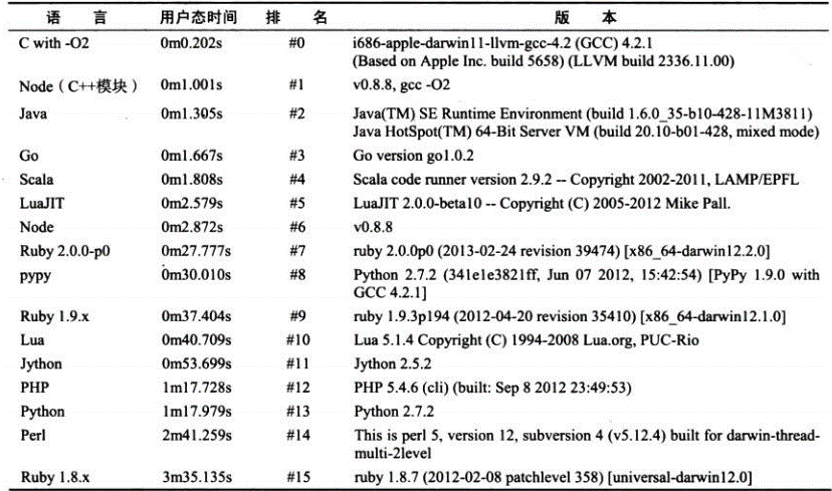 语 言 用户态时间 排 名 版 本
C with -O2 0m0.202s #0 i686-apple-darwin11-llvm-gcc-4.2 (GCC) 4.2.1
(Based on Apple Inc. build 5658) (LLVM build 2336.11.00)
Node（C++模块） 0m1.001s #1 v0.8.8, gcc -O2
Java 0m1.305s #2 Java(TM) SE Runtime Environment (build 1.6.0_35-b10-428-11M3811)
Java HotSpot(TM) 64-Bit Server VM (build 20.10-b01-428, mixed mode)
Go 0m1.667s #3 Go version go1.0.2
Scala 0m1.808s #4 Scala code runner version 2.9.2 -- Copyright 2002-2011, LAMP/EPFL
LuaJIT 0m2.579s #5 LuaJIT 2.0.0-beta10 -- Copyright (C) 2005-2012 Mike Pall.
Node 0m2.872s #6 v0.8.8
Ruby 2.0.0-p0 0m27.777s #7 ruby 2.0.0p0 (2013-02-24 revision 39474) [x86_64-darwin12.2.0]
pypy 0m30.010s #8 Python 2.7.2 (341e1e3821ff, Jun 07 2012, 15:42:54) [PyPy 1.9.0 with
GCC 4.2.1]
Ruby 1.9.x 0m37.404s #9 ruby 1.9.3p194 (2012-04-20 revision 35410) [x86_64-darwin12.1.0]
Lua 0m40.709s #10 Lua 5.1.4 Copyright (C) 1994-2008 Lua.org, PUC-Rio
Jython 0m53.699s #11 Jython 2.5.2
PHP 1m17.728s #12 PHP 5.4.6 (cli) (built: Sep 8 2012 23:49:53)
Python 1m17.979s #13 Python 2.7.2
Perl 2m41.259s #14 This is perl 5, version 12, subversion 4 (v5.12.4) built for darwin-thread-
multi-2level
Ruby 1.8.x 3m35.135s #15 ruby 1.8.7 (2012-02-08 patchlevel 358) [universal-darwin12.0]